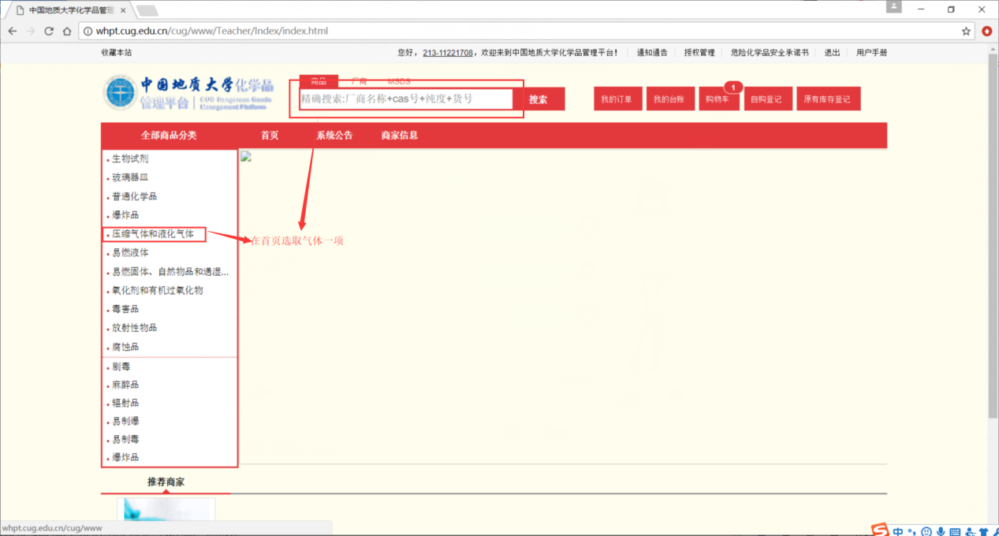 中国地质大学化学品管理
whpt.cug.edu.cn/cug/www/Teacher/Index/index.html
收藏本站
您好，213-11221708，欢迎来到中国地质大学化学品管理平台！ 通知通告 授权管理 危险化学品安全承诺书 退出 用户手册
中国地质大学化学品
管理平台
CUG Dangerous Goods
Management Platform
商品 厂商 MSDS
精确搜索:厂商名称+cas号+纯度+货号 搜索
我的订单 我的台账 购物车 1 自购登记 原有库存登记
全部商品分类 首页 系统公告 商家信息
生物试剂
玻璃器皿
普通化学品
爆炸品
压缩气体和液化气体
在首页选取气体一项
易燃液体
易燃固体、自然物品和遇湿...
氧化剂和有机过氧化物
毒害品
放射性物品
腐蚀品
剧毒
麻醉品
辐射品
易制爆
易制毒
爆炸品
推荐商家
whpt.cug.edu.cn/cug/www
中